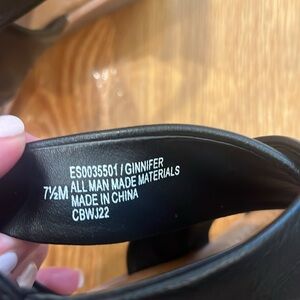 ES0035501 / GINNIFER
7½M ALL MAN MADE MATERIALS
MADE IN CHINA
CBWJ22